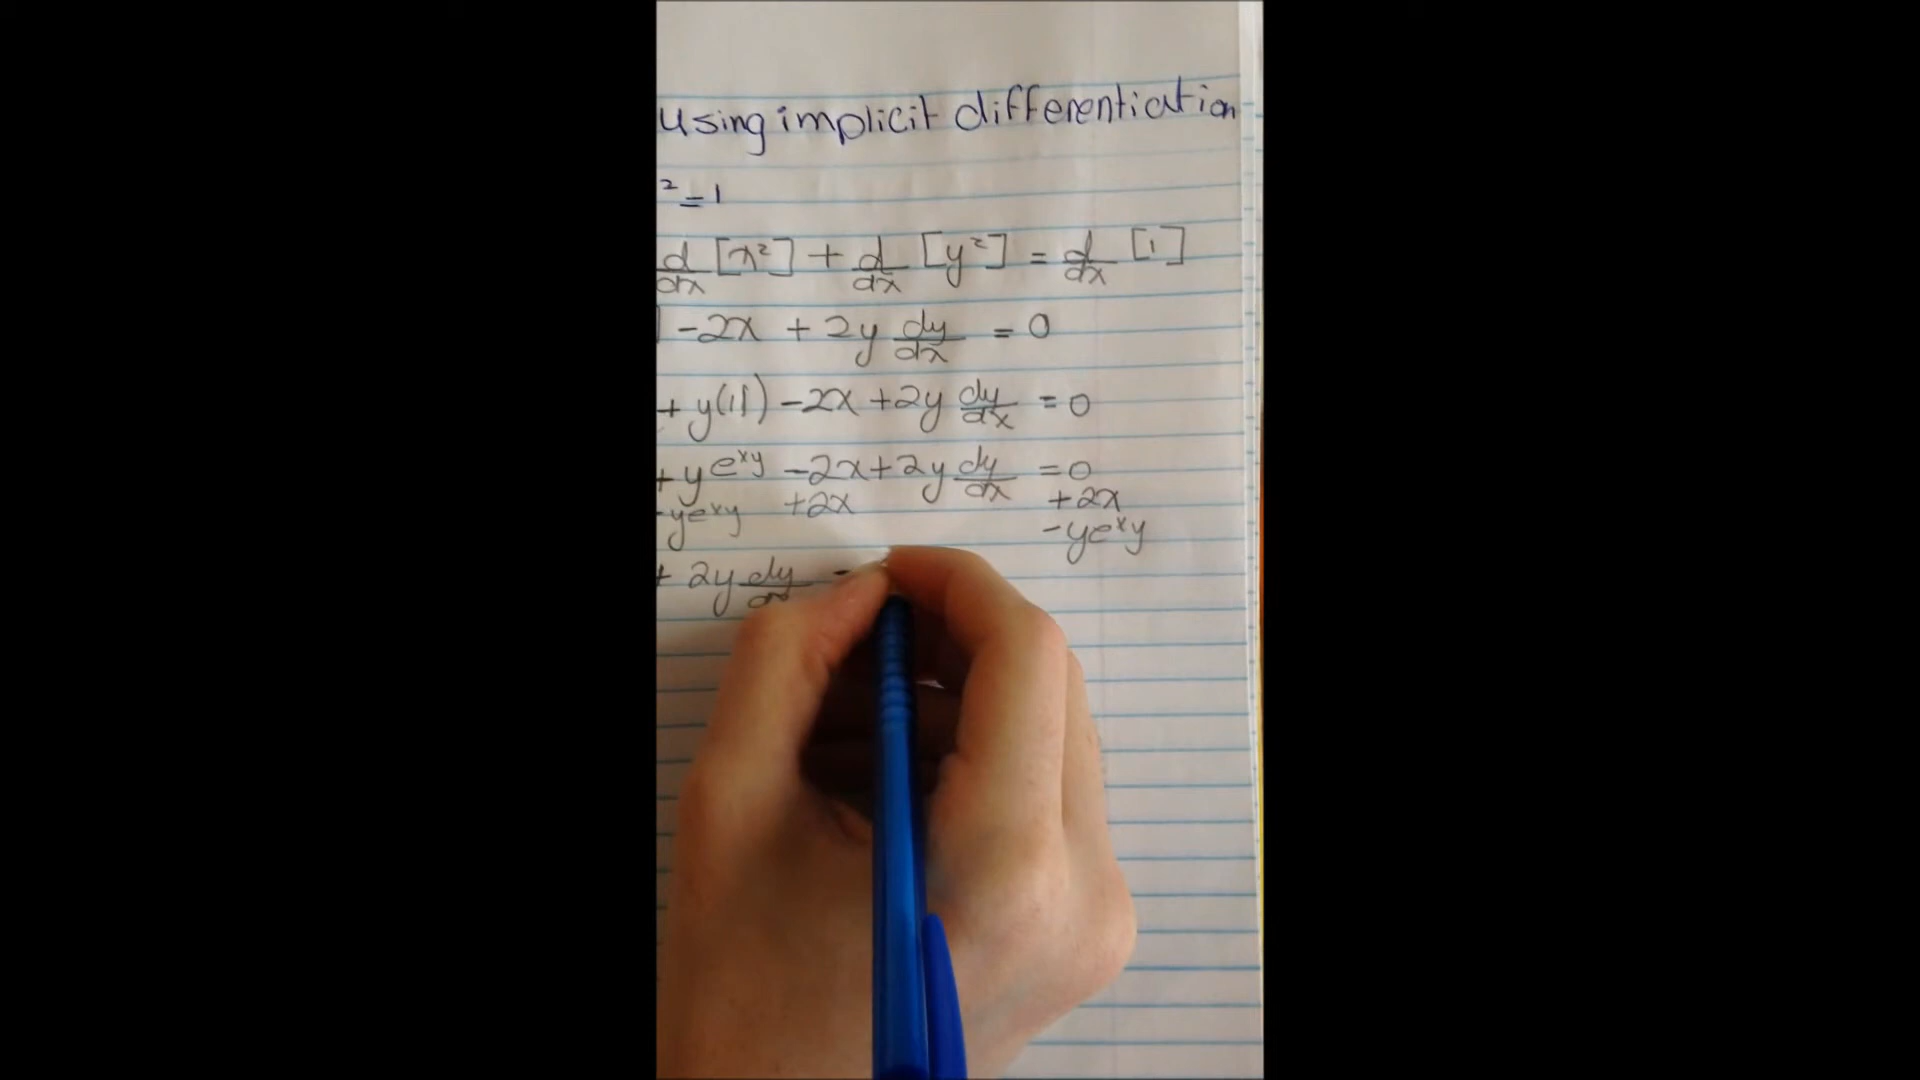 using implicit differentiation
²=1
d/dx [x²] + d/dx [y²] = d/dx [1]
] -2x + 2y dy/dx = 0
+ y(1)] -2x +2y dy/dx = 0
+ y e^xy -2x+2y dy/dx =0
-ye^xy +2x +2x
-ye^xy
+ 2y dy/dx =